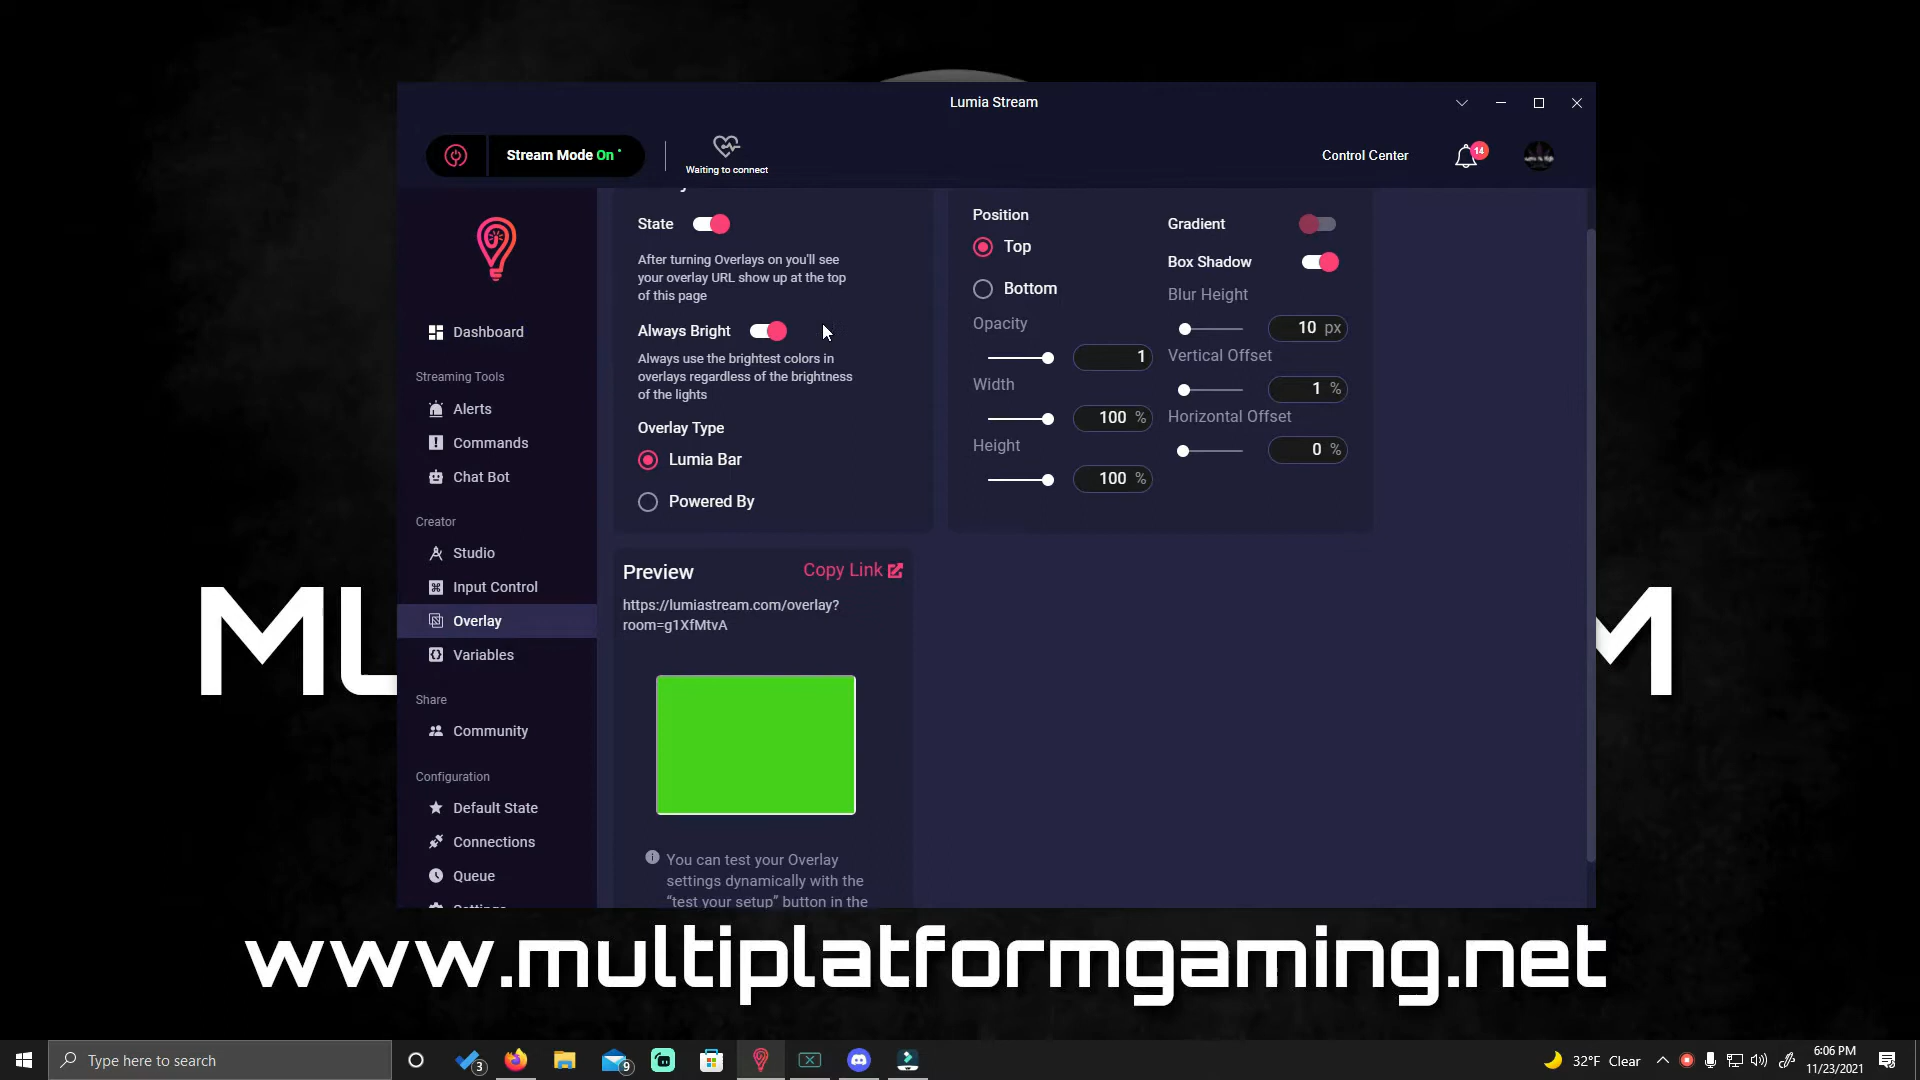 Lumia Stream
Stream Mode On
Waiting to connect
Control Center
14
Dashboard
Streaming Tools
Alerts
Commands
Chat Bot
Creator
Studio
Input Control
Overlay
Variables
Share
Community
Configuration
Default State
Connections
Queue
State
After turning Overlays on you'll see
your overlay URL show up at the top
of this page
Always Bright
Always use the brightest colors in
overlays regardless of the brightness
of the lights
Overlay Type
Lumia Bar
Powered By
Position
Top
Bottom
Opacity
1
Width
100 %
Height
100 %
Gradient
Box Shadow
Blur Height
10 px
Vertical Offset
1 %
Horizontal Offset
0 %
Preview
Copy Link
https://lumiastream.com/overlay?
room=g1XfMtvA
You can test your Overlay
settings dynamically with the
“test your setup” button in the
www.multiplatformgaming.net
Type here to search
3
9
32°F Clear
6:06 PM
11/23/2021